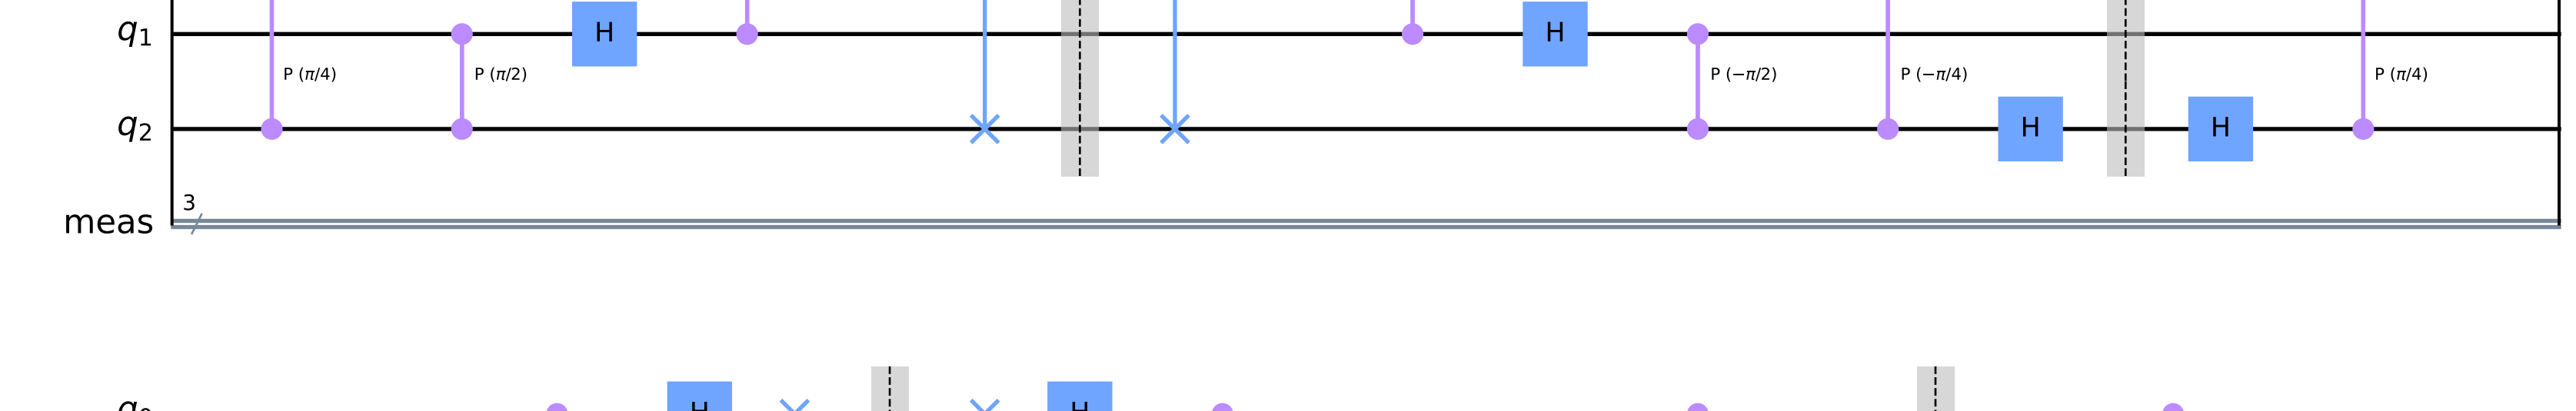 q1 H H
P (π/4) P (π/2) P (−π/2) P (−π/4) P (π/4)
q2 H H
3
meas
H H